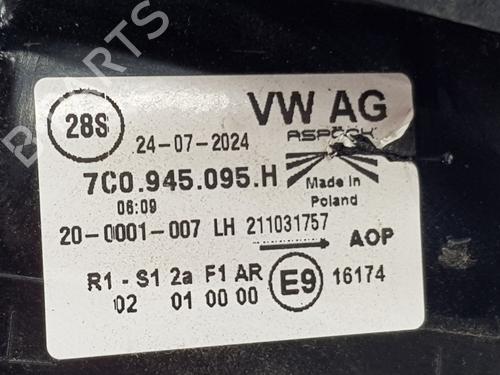 28S
VW AG
ASPÖCK
24-07-2024
7C0.945.095.H
Made in
Poland
06:09
20-0001-007 LH 211031757
AOP
R1 - S1 2a F1 AR
02 01 00 00
E9
16174